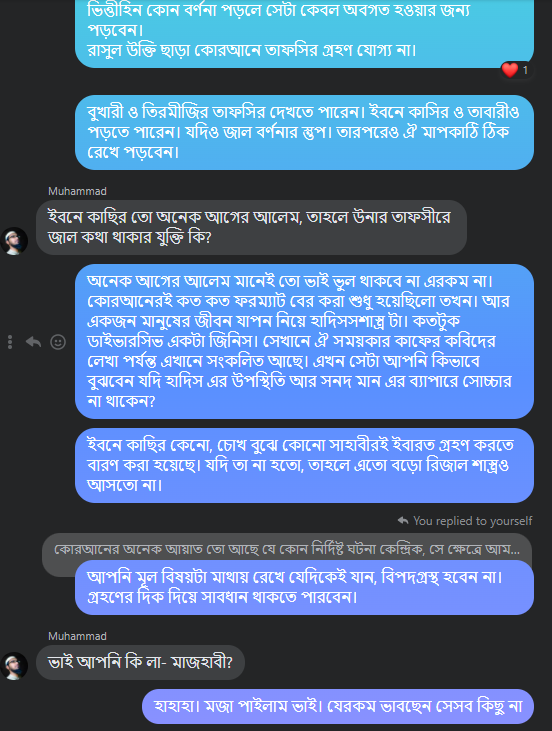 ভিত্তীহিন কোন বর্ণনা পড়লে সেটা কেবল অবগত হওয়ার জন্য
পড়বেন।
রাসুল উক্তি ছাড়া কোরআনে তাফসির গ্রহণ যোগ্য না।
1
বুখারী ও তিরমীজির তাফসির দেখতে পারেন। ইবনে কাসির ও তাবারীও
পড়তে পারেন। যদিও জাল বর্ণনার স্তুপ। তারপরেও ঐ মাপকাঠি ঠিক
রেখে পড়বেন।
Muhammad
ইবনে কাছির তো অনেক আগের আলেম, তাহলে উনার তাফসীরে
জাল কথা থাকার যুক্তি কি?
অনেক আগের আলেম মানেই তো ভাই ভুল থাকবে না এরকম না।
কোরআনেরই কত কত ফরম্যাট বের করা শুধু হয়েছিলো তখন। আর
একজন মানুষের জীবন যাপন নিয়ে হাদিসসশাস্ত্র টা। কতটুক
ডাইভারসিভ একটা জিনিস। সেখানে ঐ সময়কার কাফের কবিদের
লেখা পর্যন্ত এখানে সংকলিত আছে। এখন সেটা আপনি কিভাবে
বুঝবেন যদি হাদিস এর উপস্থিতি আর সনদ মান এর ব্যাপারে সোচ্চার
না থাকেন?
ইবনে কাছির কেনো, চোখ বুঝে কোনো সাহাবীরই ইবারত গ্রহণ করতে
বারণ করা হয়েছে। যদি তা না হতো, তাহলে এতো বড়ো রিজাল শাস্ত্রও
আসতো না।
You replied to yourself
কোরআনের অনেক আয়াত তো আছে যে কোন নির্দিষ্ট ঘটনা কেন্দ্রিক, সে ক্ষেত্রে আম...
আপনি মূল বিষয়টা মাথায় রেখে যেদিকেই যান, বিপদগ্রস্থ হবেন না।
গ্রহণের দিক দিয়ে সাবধান থাকতে পারবেন।
Muhammad
ভাই আপনি কি লা- মাজহাবী?
হাহাহা। মজা পাইলাম ভাই। যেরকম ভাবছেন সেসব কিছু না